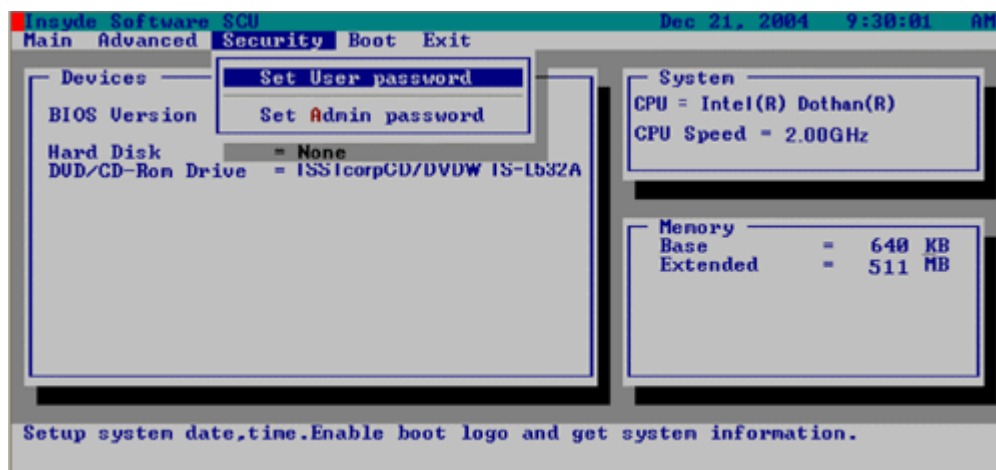 Insyde Software SCU Dec 21, 2004 9:30:01 AM
Main Advanced Security Boot Exit
Set User password
Set Admin password
Devices
BIOS Version
Hard Disk = None
DVD/CD-Rom Drive = TSSTcorpCD/DVDW TS-L532A
System
CPU = Intel(R) Dothan(R)
CPU Speed = 2.00GHz
Memory
Base = 640 KB
Extended = 511 MB
Setup system date,time.Enable boot logo and get system information.